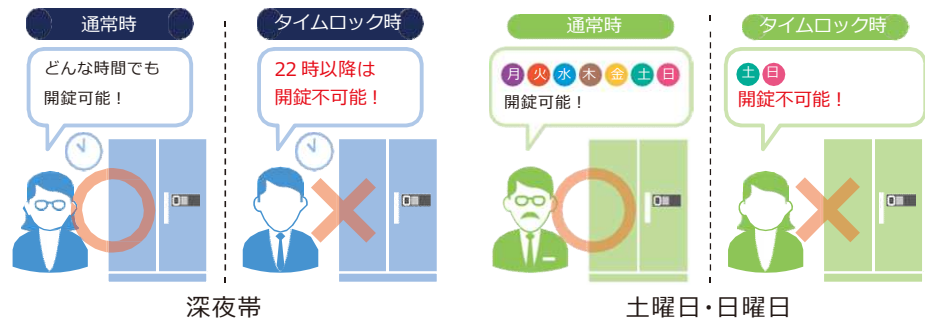 通常時
どんな時間でも
開錠可能！
タイムロック時
22時以降は
開錠不可能！
深夜帯
通常時
月火水木金土日
開錠可能！
タイムロック時
土日
開錠不可能！
土曜日・日曜日